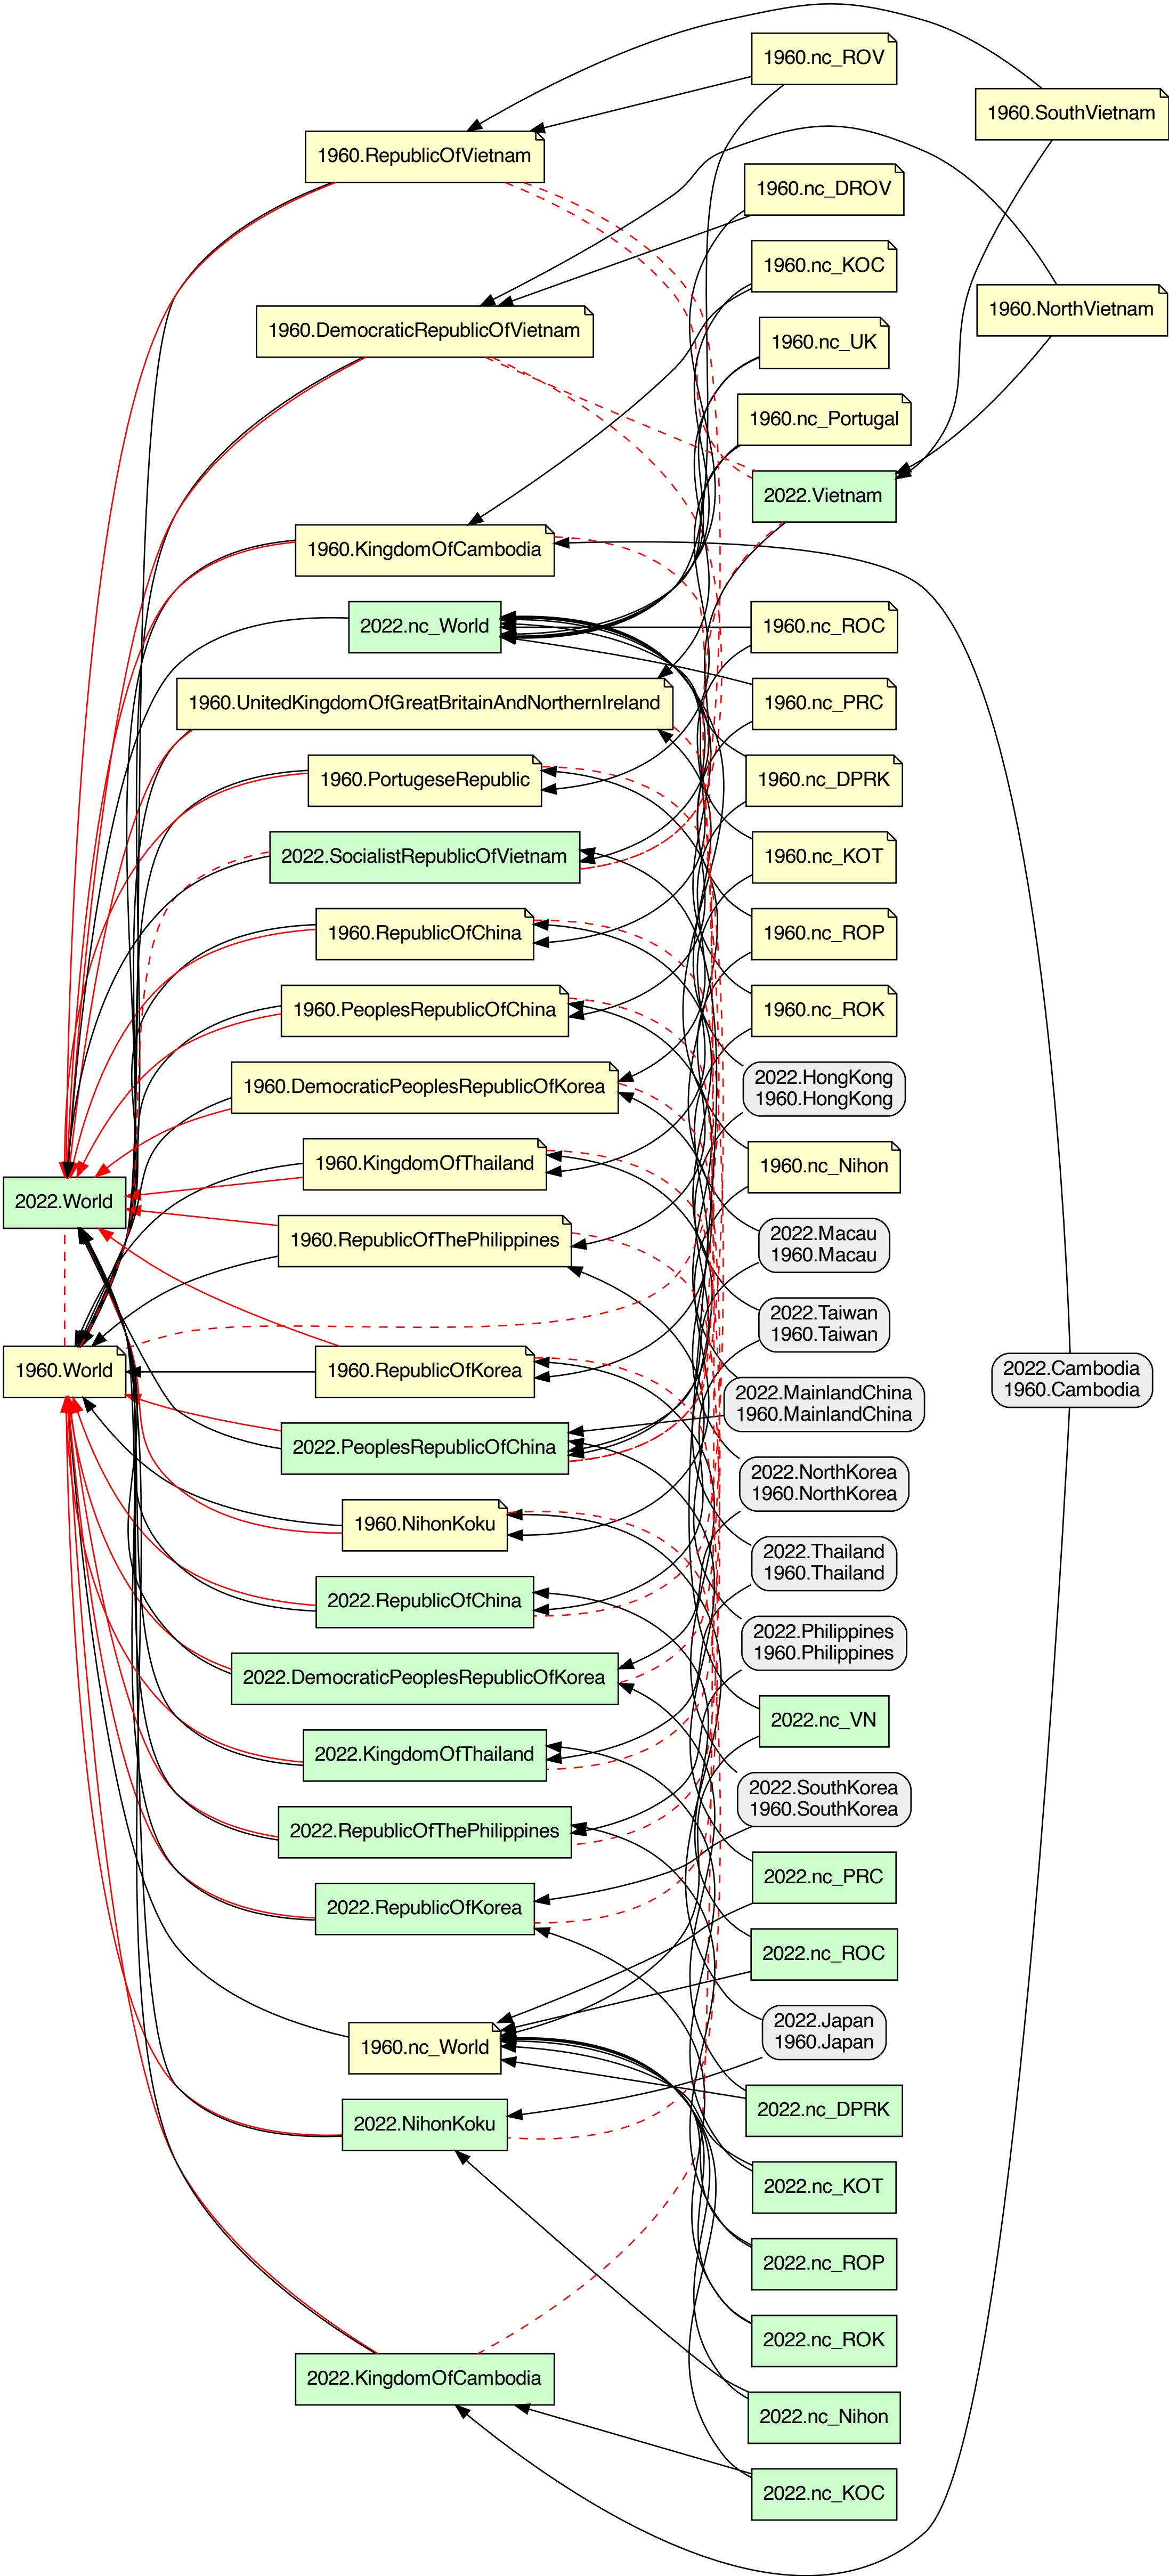 1960.nc_ROV
1960.SouthVietnam
1960.RepublicOfVietnam
1960.nc_DROV
1960.nc_KOC
1960.NorthVietnam
1960.DemocraticRepublicOfVietnam
1960.nc_UK
1960.nc_Portugal
2022.Vietnam
1960.KingdomOfCambodia
2022.nc_World
1960.nc_ROC
1960.UnitedKingdomOfGreatBritainAndNorthernIreland
1960.nc_PRC
1960.PortugeseRepublic
1960.nc_DPRK
2022.SocialistRepublicOfVietnam
1960.nc_KOT
1960.RepublicOfChina
1960.nc_ROP
1960.PeoplesRepublicOfChina
1960.nc_ROK
1960.DemocraticPeoplesRepublicOfKorea
2022.HongKong
1960.HongKong
1960.KingdomOfThailand
1960.nc_Nihon
2022.World
1960.RepublicOfThePhilippines
2022.Macau
1960.Macau
2022.Taiwan
1960.Taiwan
1960.World
1960.RepublicOfKorea
2022.Cambodia
1960.Cambodia
2022.MainlandChina
1960.MainlandChina
2022.PeoplesRepublicOfChina
2022.NorthKorea
1960.NorthKorea
1960.NihonKoku
2022.Thailand
1960.Thailand
2022.RepublicOfChina
2022.Philippines
1960.Philippines
2022.DemocraticPeoplesRepublicOfKorea
2022.nc_VN
2022.KingdomOfThailand
2022.SouthKorea
1960.SouthKorea
2022.RepublicOfThePhilippines
2022.nc_PRC
2022.RepublicOfKorea
2022.nc_ROC
2022.Japan
1960.Japan
1960.nc_World
2022.nc_DPRK
2022.NihonKoku
2022.nc_KOT
2022.nc_ROP
2022.nc_ROK
2022.KingdomOfCambodia
2022.nc_Nihon
2022.nc_KOC